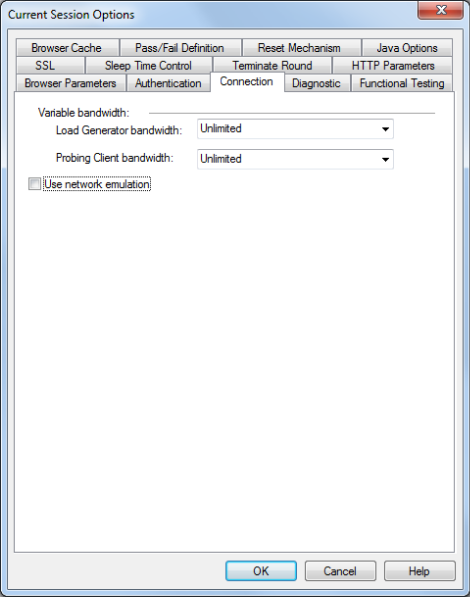 Current Session Options
Browser Cache Pass/Fail Definition Reset Mechanism Java Options
SSL Sleep Time Control Terminate Round HTTP Parameters
Browser Parameters Authentication Connection Diagnostic Functional Testing
Variable bandwidth:
Load Generator bandwidth: Unlimited
Probing Client bandwidth: Unlimited
Use network emulation
OK Cancel Help